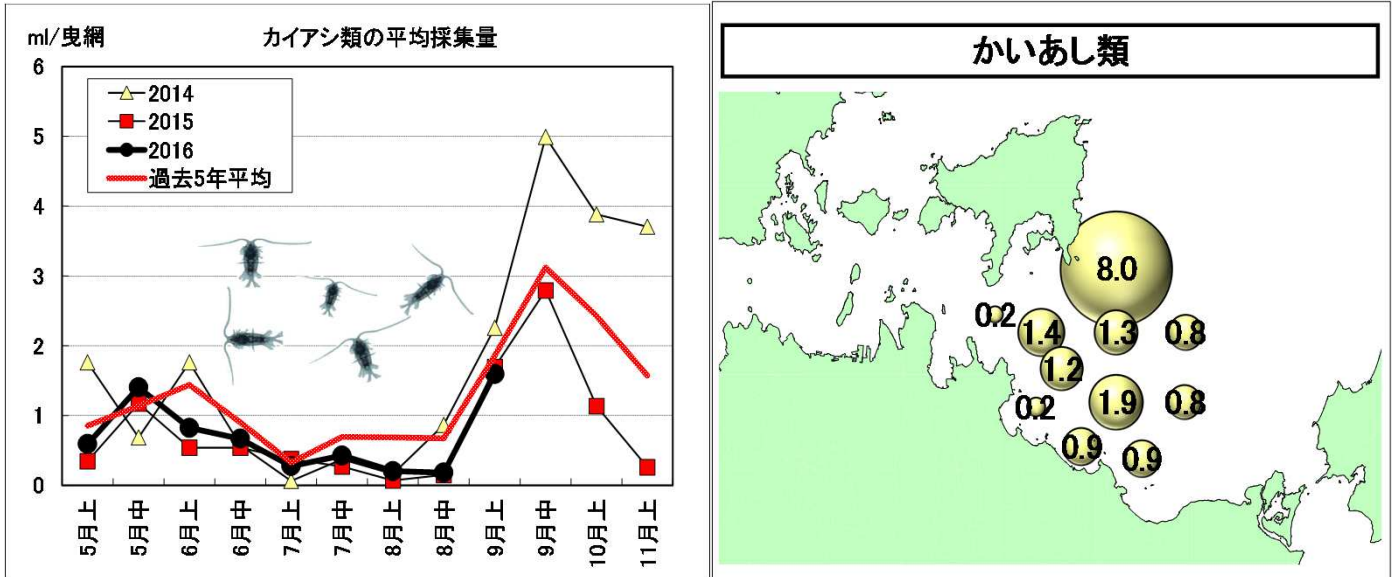 ml/曳網
カイアシ類の平均採集量
6
5
4
3
2
1
0
2014
2015
2016
過去5年平均
5月上
5月中
6月上
6月中
7月上
7月中
8月上
8月中
9月上
9月中
10月上
11月上
かいあし類
8.0
0.2
1.4
1.3
0.8
1.2
0.2
1.9
0.8
0.9
0.9